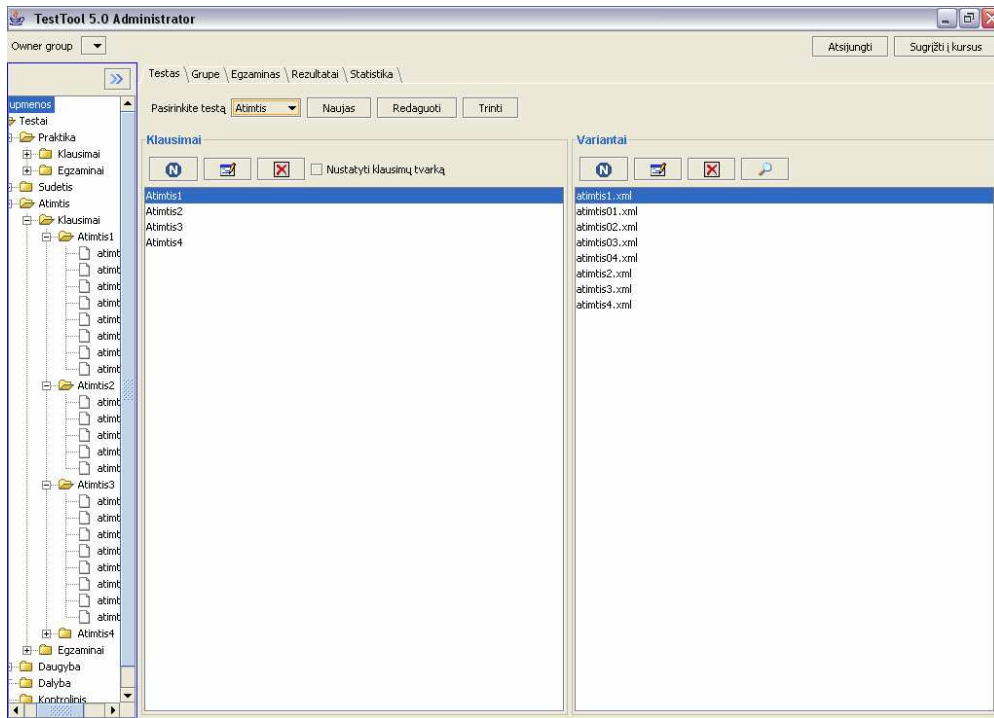 TestTool 5.0 Administrator
Owner group
Atsijungti
Sugrįžti į kursus
upmenos
Testai
Praktika
Klausimai
Egzaminai
Sudetis
Atimtis
Klausimai
Atimtis1
atimt
atimt
atimt
atimt
atimt
atimt
atimt
atimt
Atimtis2
atimt
atimt
atimt
atimt
atimt
Atimtis3
atimt
atimt
atimt
atimt
atimt
atimt
atimt
atimt
Atimtis4
Egzaminai
Daugyba
Dalyba
Kontrolinis
Testas \ Grupe \ Egzaminas \ Rezultatai \ Statistika \
Pasirinkite testą Atimtis Naujas Redaguoti Trinti
Klausimai
N Nustatyti klausimų tvarką
Atimtis1
Atimtis2
Atimtis3
Atimtis4
Variantai
N
atimtis1.xml
atimtis01.xml
atimtis02.xml
atimtis03.xml
atimtis04.xml
atimtis2.xml
atimtis3.xml
atimtis4.xml